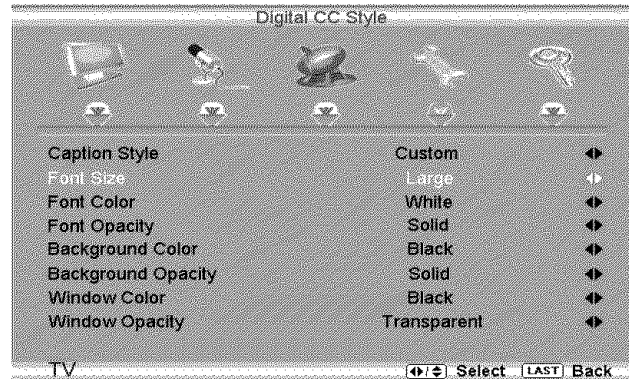 Digital CC Style
Caption Style Custom
Font Size Large
Font Color White
Font Opacity Solid
Background Color Black
Background Opacity Solid
Window Color Black
Window Opacity Transparent
TV Select LAST Back